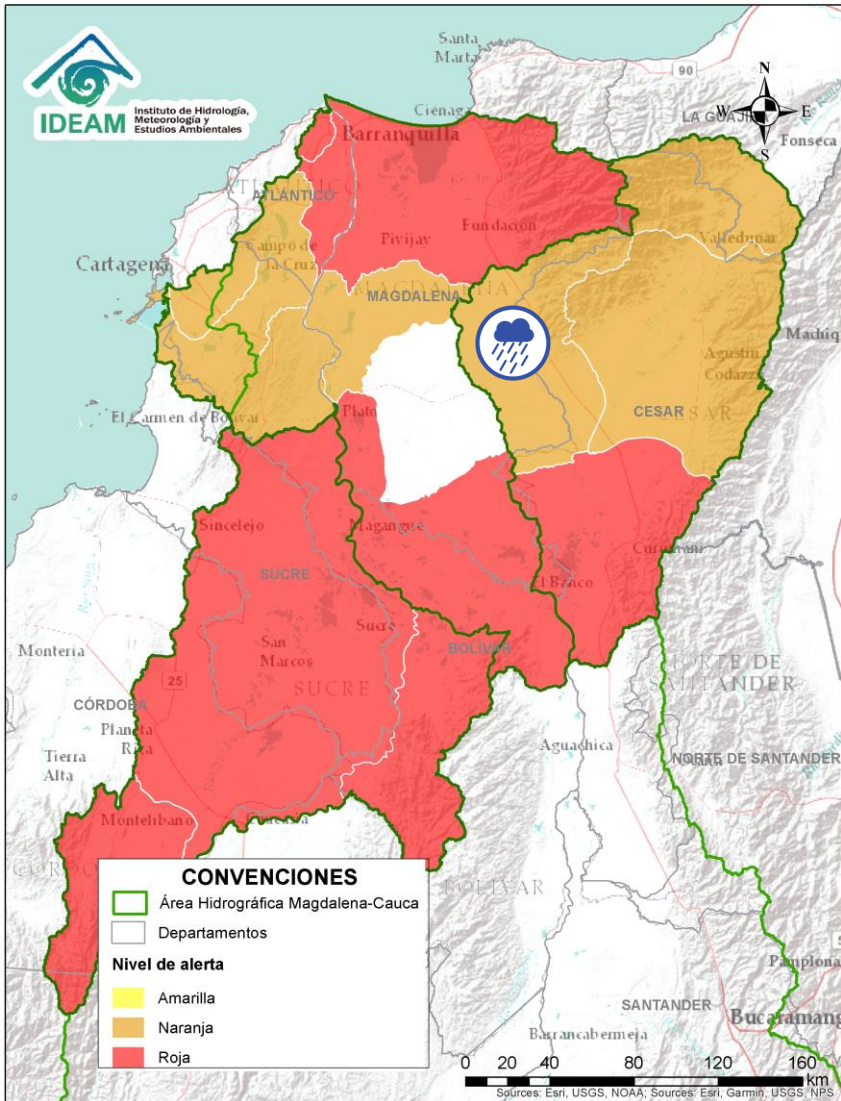 IDEAM
Instituto de Hidrología,
Meteorología y
Estudios Ambientales
Santa
Marta
90
N
W
E
S
LA GUAJI
Fonseca
Ciénaga
Barranquilla
ATLÁNTICO
Fundación
Pivijay
Campo de
la Cruz
Valledupar
Cartagena
MAGDALENA
Machiq
Agustín
Codazzi
CESAR
El Carmen de Bolívar
Plato
Sincelejo
Magangué
SUCRE
El Banco
San
Marcos
Sucre
BOLÍVAR
SUCRE
Montería
25
CÓRDOBA
Planeta
Rica
Tierra
Alta
NORTE DE
SANTANDER
Aguachica
NORTE DE SANTANDER
Montelíbano
BOLÍVAR
CONVENCIONES
Área Hidrográfica Magdalena-Cauca
Departamentos
Nivel de alerta
Amarilla
Naranja
Roja
Pamplona
SANTANDER
Bucaramang
Barrancabermeja
0 20 40 80 120 160
km
Sources: Esri, USGS, NOAA; Sources: Esri, Garmin, USGS, NPS